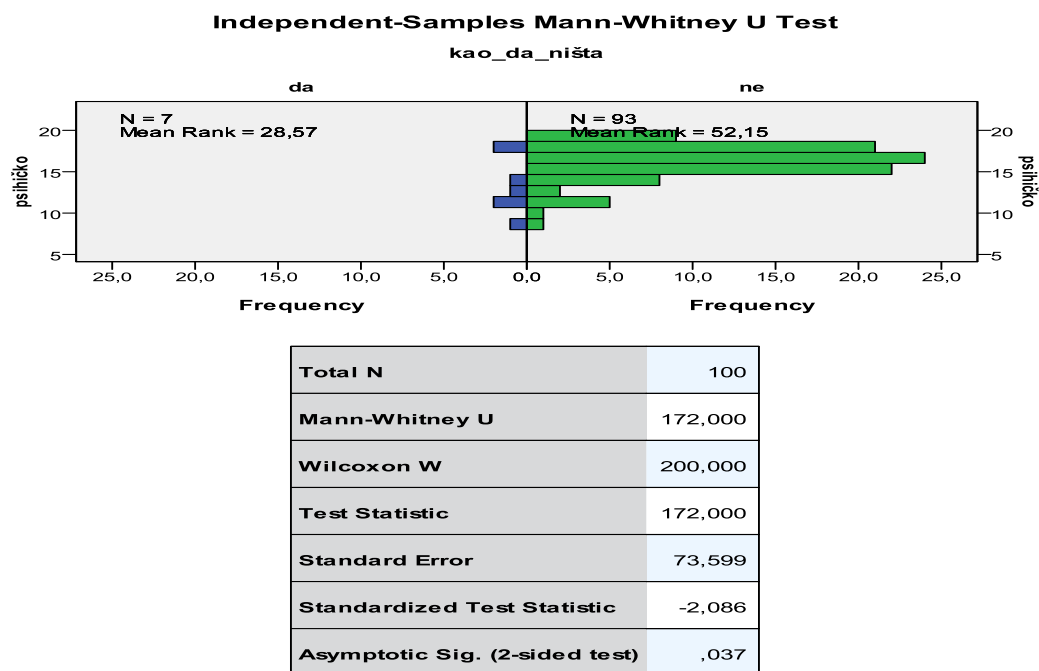 Independent-Samples Mann-Whitney U Test
kao_da_ništa
da ne
N = 7 N = 93
Mean Rank = 28,57 Mean Rank = 52,15
20 20
15 15
10 10
5 5
psihičko psihičko
25,0 20,0 15,0 10,0 5,0 0,0 0,0 5,0 10,0 15,0 20,0 25,0
Frequency Frequency
Total N 100
Mann-Whitney U 172,000
Wilcoxon W 200,000
Test Statistic 172,000
Standard Error 73,599
Standardized Test Statistic -2,086
Asymptotic Sig. (2-sided test) ,037